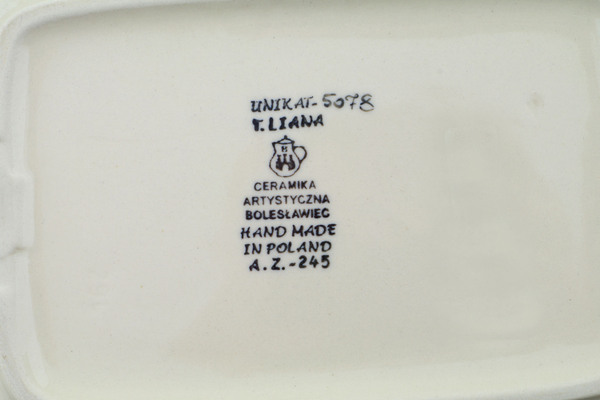 UNIKAT-5078
T.LIANA
B
CERAMIKA
ARTYSTYCZNA
BOLESŁAWIEC
HAND MADE
IN POLAND
A.Z.-245